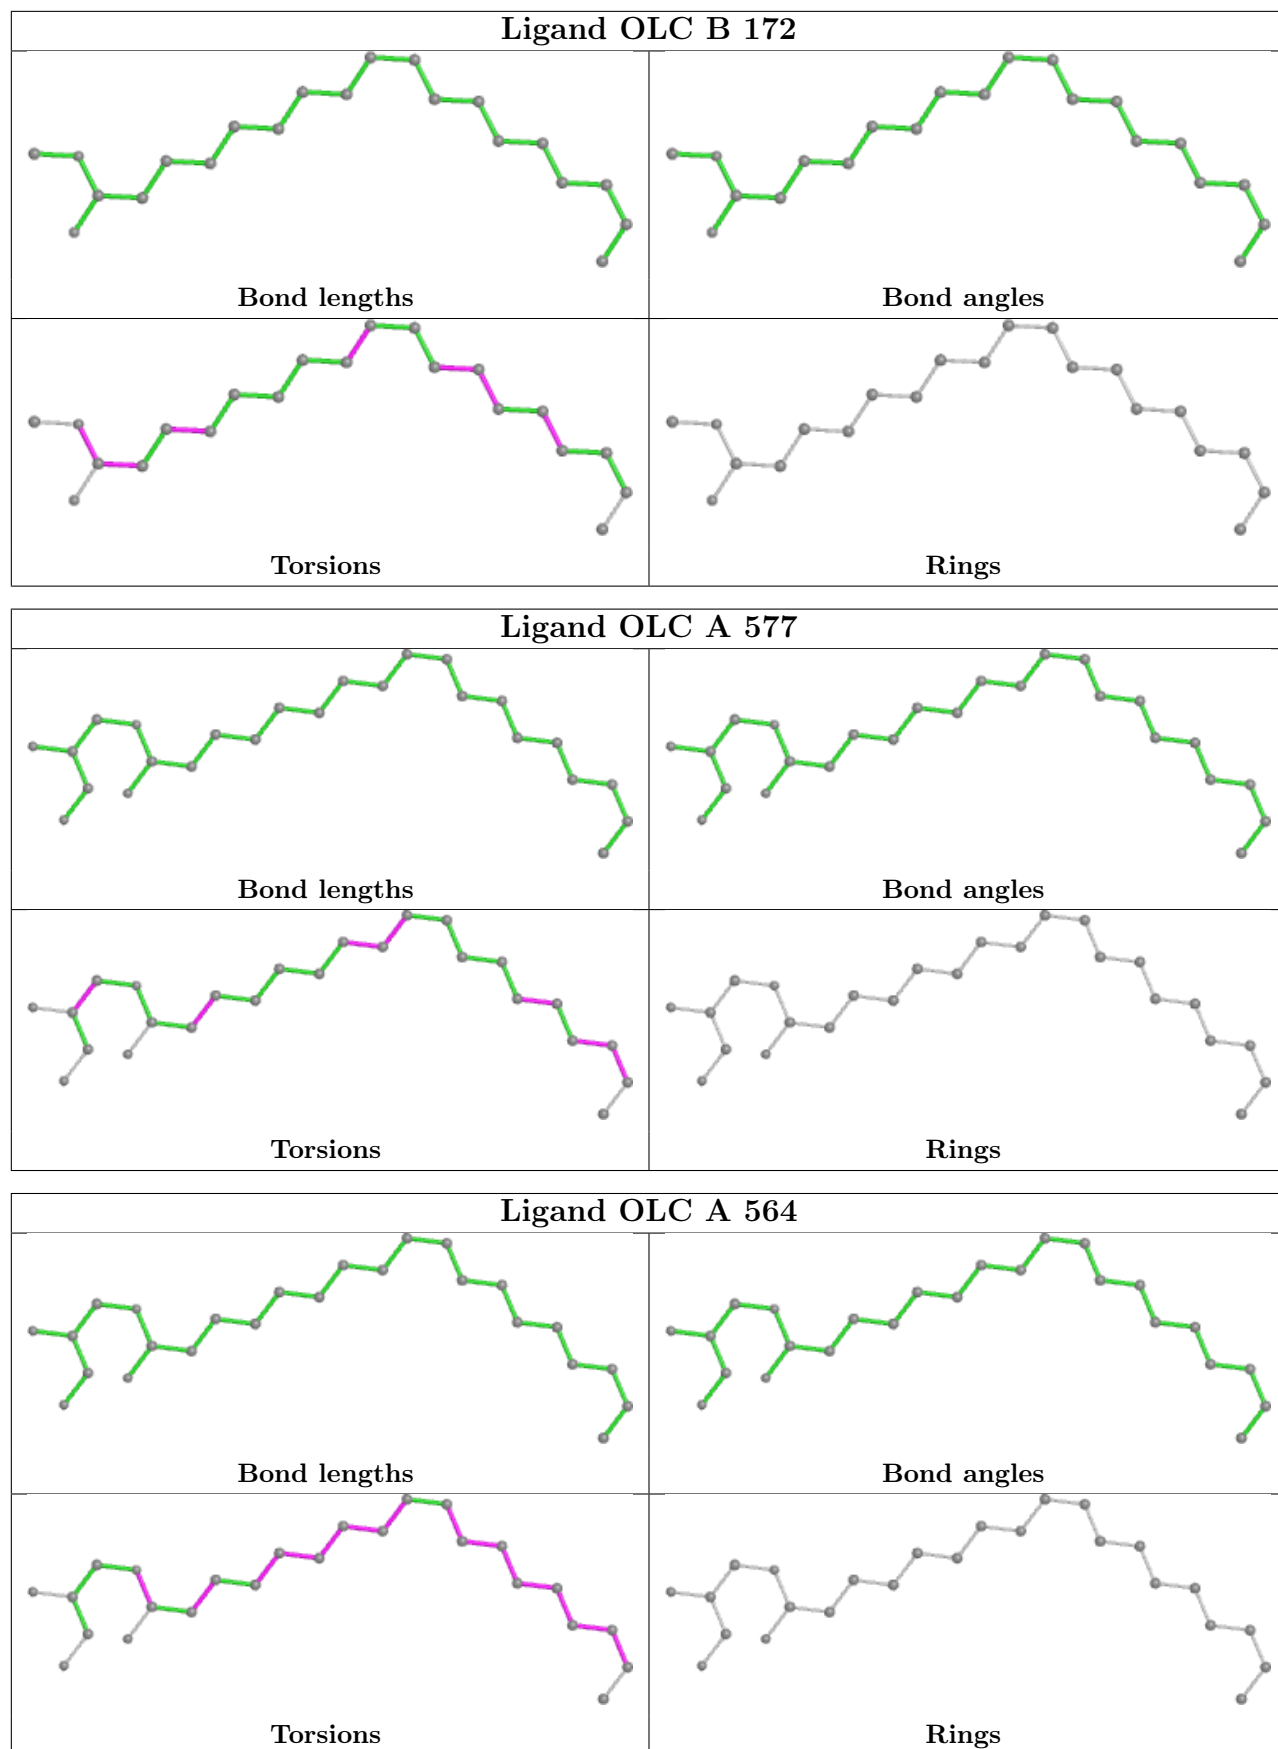 Ligand OLC B 172
Bond lengths
Bond angles
Torsions
Rings
Ligand OLC A 577
Bond lengths
Bond angles
Torsions
Rings
Ligand OLC A 564
Bond lengths
Bond angles
Torsions
Rings